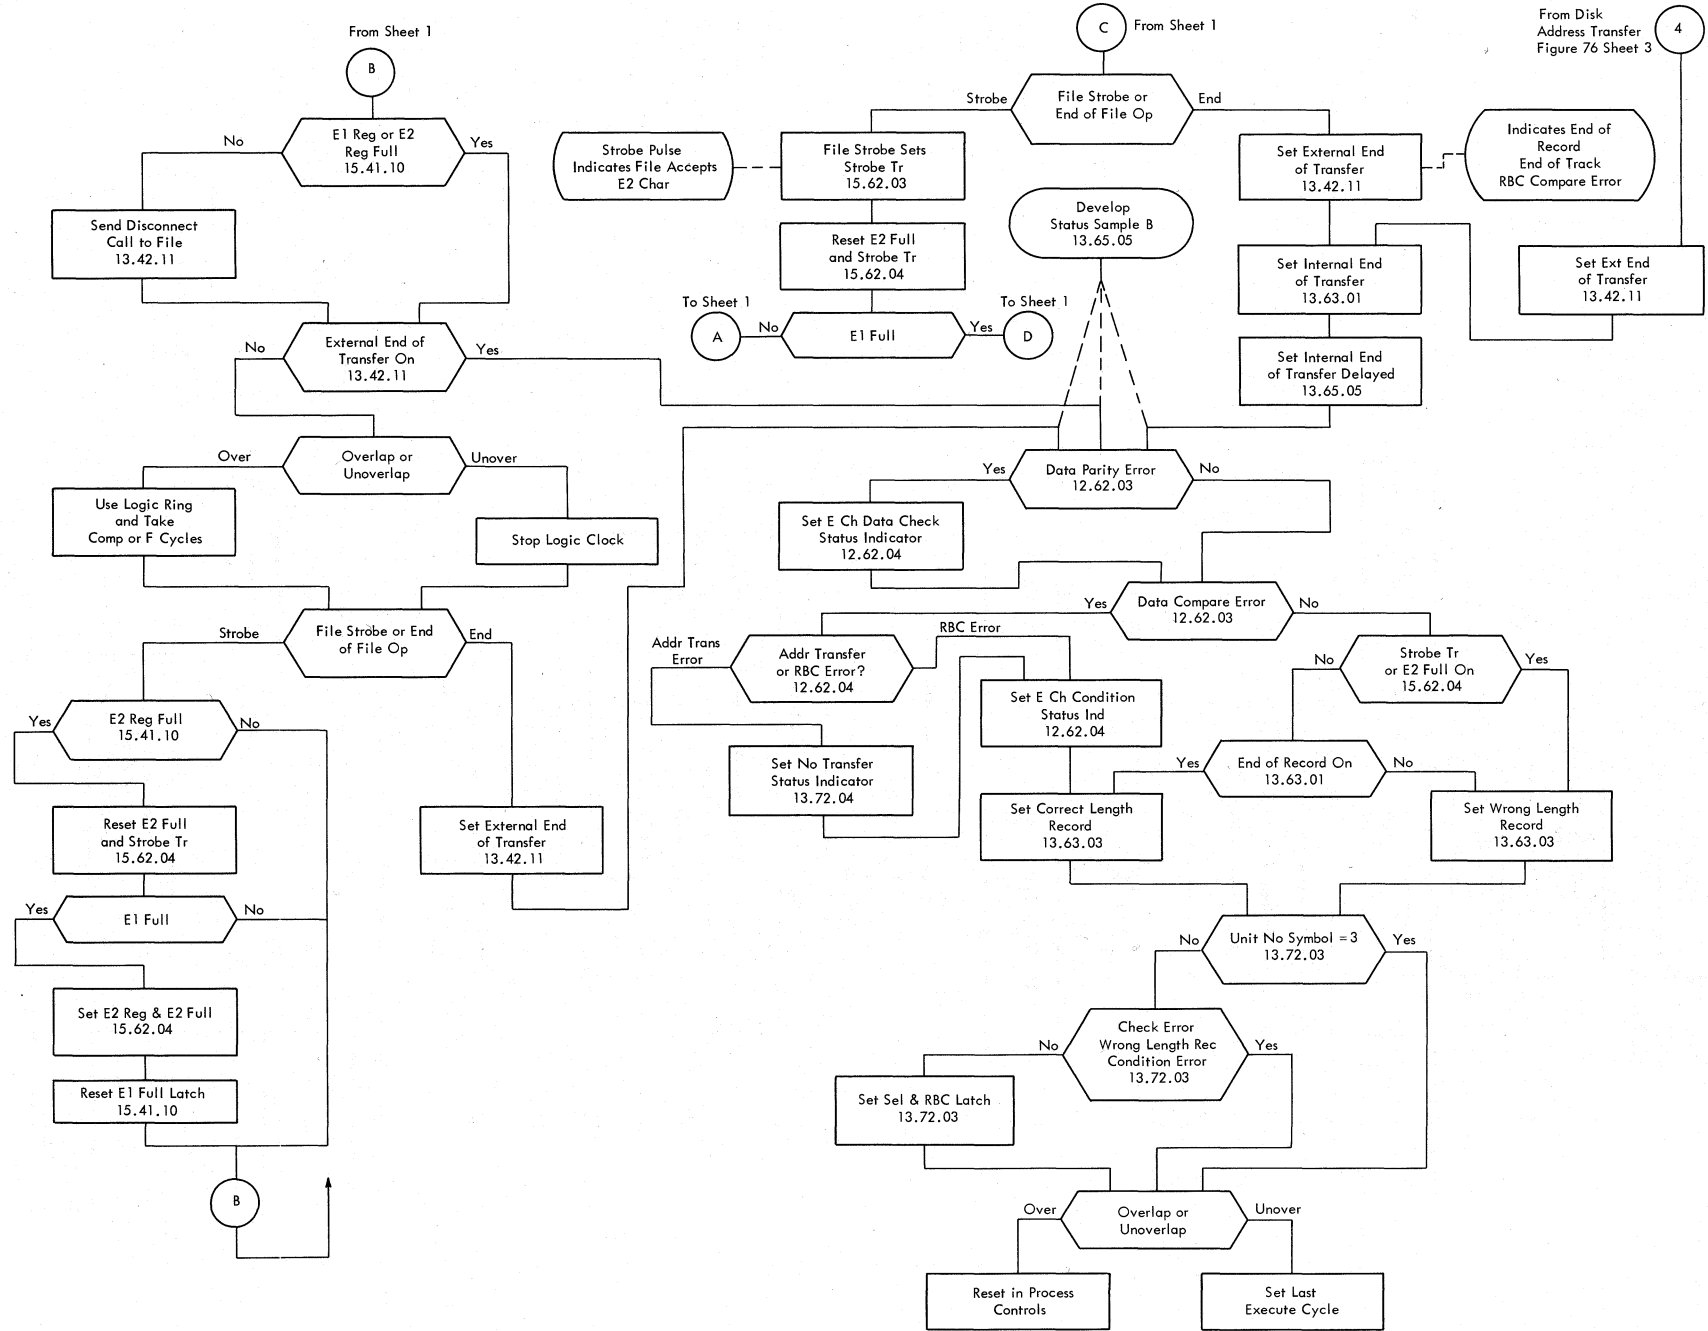 From Sheet 1
B
E1 Reg or E2
Reg Full
15.41.10
No
Yes
Send Disconnect
Call to File
13.42.11
External End of
Transfer On
13.42.11
No
Yes
Overlap or
Unoverlap
Over
Unover
Use Logic Ring
and Take
Comp or F Cycles
Stop Logic Clock
File Strobe or End
of File Op
Strobe
End
E2 Reg Full
15.41.10
Yes
No
Reset E2 Full
and Strobe Tr
15.62.04
E1 Full
Yes
No
Set E2 Reg & E2 Full
15.62.04
Reset E1 Full Latch
15.41.10
B
Set External End
of Transfer
13.42.11
C
From Sheet 1
File Strobe or
End of File Op
Strobe
End
Strobe Pulse
Indicates File Accepts
E2 Char
File Strobe Sets
Strobe Tr
15.62.03
Reset E2 Full
and Strobe Tr
15.62.04
To Sheet 1
A
No
E1 Full
Yes
To Sheet 1
D
Develop
Status Sample B
13.65.05
From Disk
Address Transfer
Figure 76 Sheet 3
4
Set External End
of Transfer
13.42.11
Indicates End of
Record
End of Track
RBC Compare Error
Set Internal End
of Transfer
13.63.01
Set Ext End
of Transfer
13.42.11
Set Internal End
of Transfer Delayed
13.65.05
Data Parity Error
12.62.03
Yes
No
Set E Ch Data Check
Status Indicator
12.62.04
Data Compare Error
12.62.03
Yes
No
Addr Trans
Error
Addr Transfer
or RBC Error?
12.62.04
RBC Error
Set No Transfer
Status Indicator
13.72.04
Set E Ch Condition
Status Ind
12.62.04
Strobe Tr
or E2 Full On
15.62.04
No
Yes
End of Record On
13.63.01
Yes
No
Set Correct Length
Record
13.63.03
Set Wrong Length
Record
13.63.03
Unit No Symbol = 3
13.72.03
No
Yes
Check Error
Wrong Length Rec
Condition Error
13.72.03
No
Yes
Set Sel & RBC Latch
13.72.03
Overlap or
Unoverlap
Over
Unover
Reset in Process
Controls
Set Last
Execute Cycle